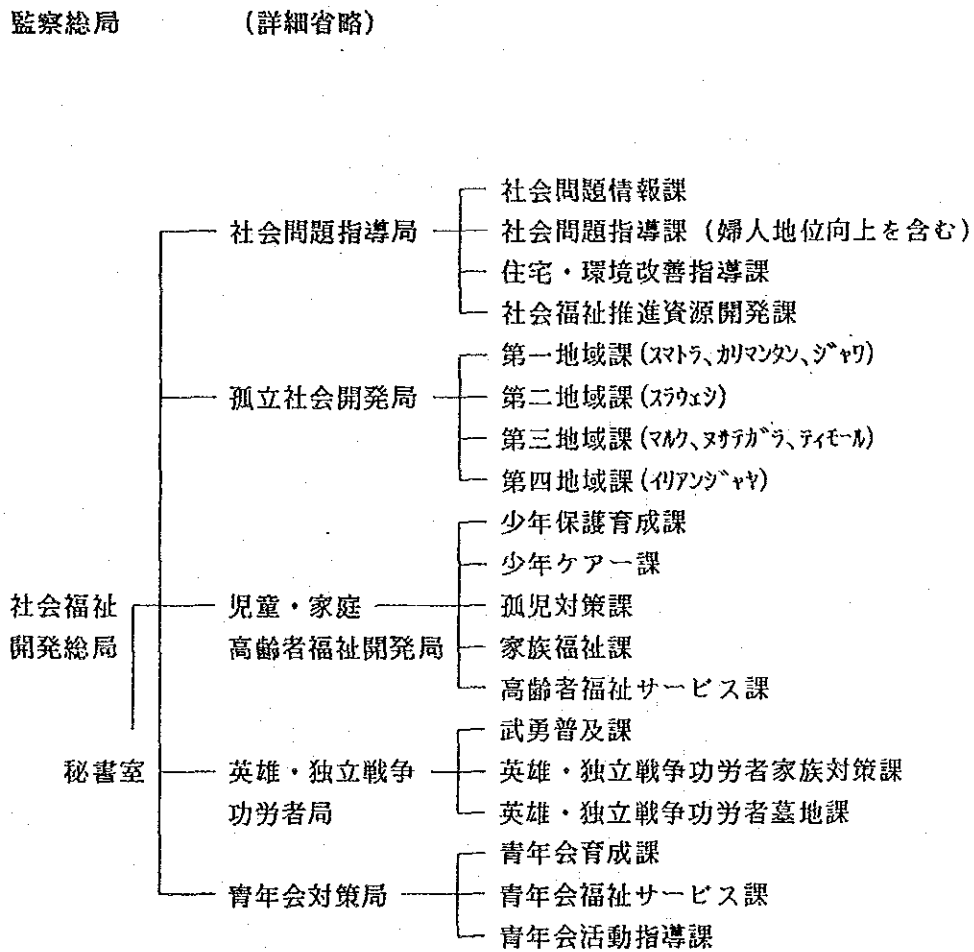 監察総局　（詳細省略）
社会問題情報課
社会問題指導局　社会問題指導課（婦人地位向上を含む）
住宅・環境改善指導課
社会福祉推進資源開発課
第一地域課（スマトラ、カリマンタン、ジャワ）
孤立社会開発局　第二地域課（スラウェシ）
第三地域課（マルク、ヌサテガラ、ティモール）
第四地域課（イリアンジャヤ）
少年保護育成課
少年ケアー課
社会福祉　児童・家庭　孤児対策課
開発総局　高齢者福祉開発局　家族福祉課
高齢者福祉サービス課
武勇普及課
秘書室　英雄・独立戦争　英雄・独立戦争功労者家族対策課
功労者局　英雄・独立戦争功労者墓地課
青年会育成課
青年会対策局　青年会福祉サービス課
青年会活動指導課